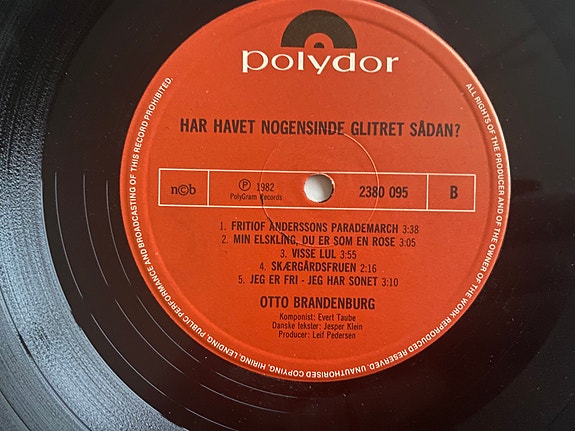 polydor
HAR HAVET NOGENSINDE GLITRET SÅDAN?
n©b
Ⓟ 1982
PolyGram Records
2380 095
B
1. FRITIOF ANDERSSONS PARADEMARCH 3:38
2. MIN ELSKLING, DU ER SOM EN ROSE 3:05
3. VISSE LUL 3:55
4. SKÆRGÅRDSFRUEN 2:16
5. JEG ER FRI - JEG HAR SONET 3:10
OTTO BRANDENBURG
Komponist: Evert Taube
Danske tekster: Jesper Klein
Producer: Leif Pedersen
ALL RIGHTS OF THE PRODUCER AND OF THE OWNER OF THE WORK REPRODUCED RESERVED. UNAUTHORISED COPYING, HIRING, LENDING, PUBLIC PERFORMANCE AND BROADCASTING OF THIS RECORD PROHIBITED.